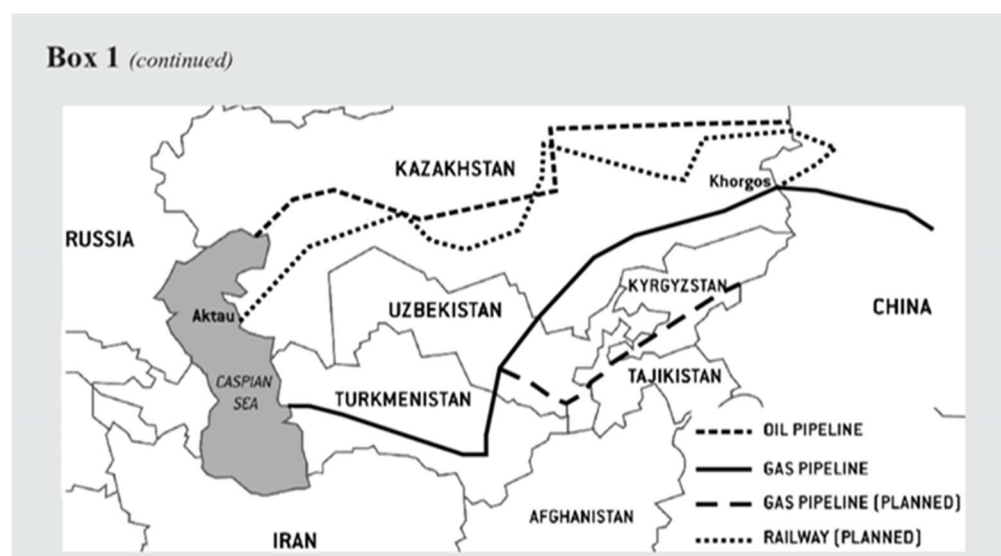 Box 1 (continued)
KAZAKHSTAN
Khorgos
RUSSIA
KYRGYZSTAN
Aktau
UZBEKISTAN
CHINA
CASPIAN
SEA
TURKMENISTAN
TAJIKISTAN
OIL PIPELINE
GAS PIPELINE
GAS PIPELINE (PLANNED)
AFGHANISTAN
IRAN
RAILWAY (PLANNED)